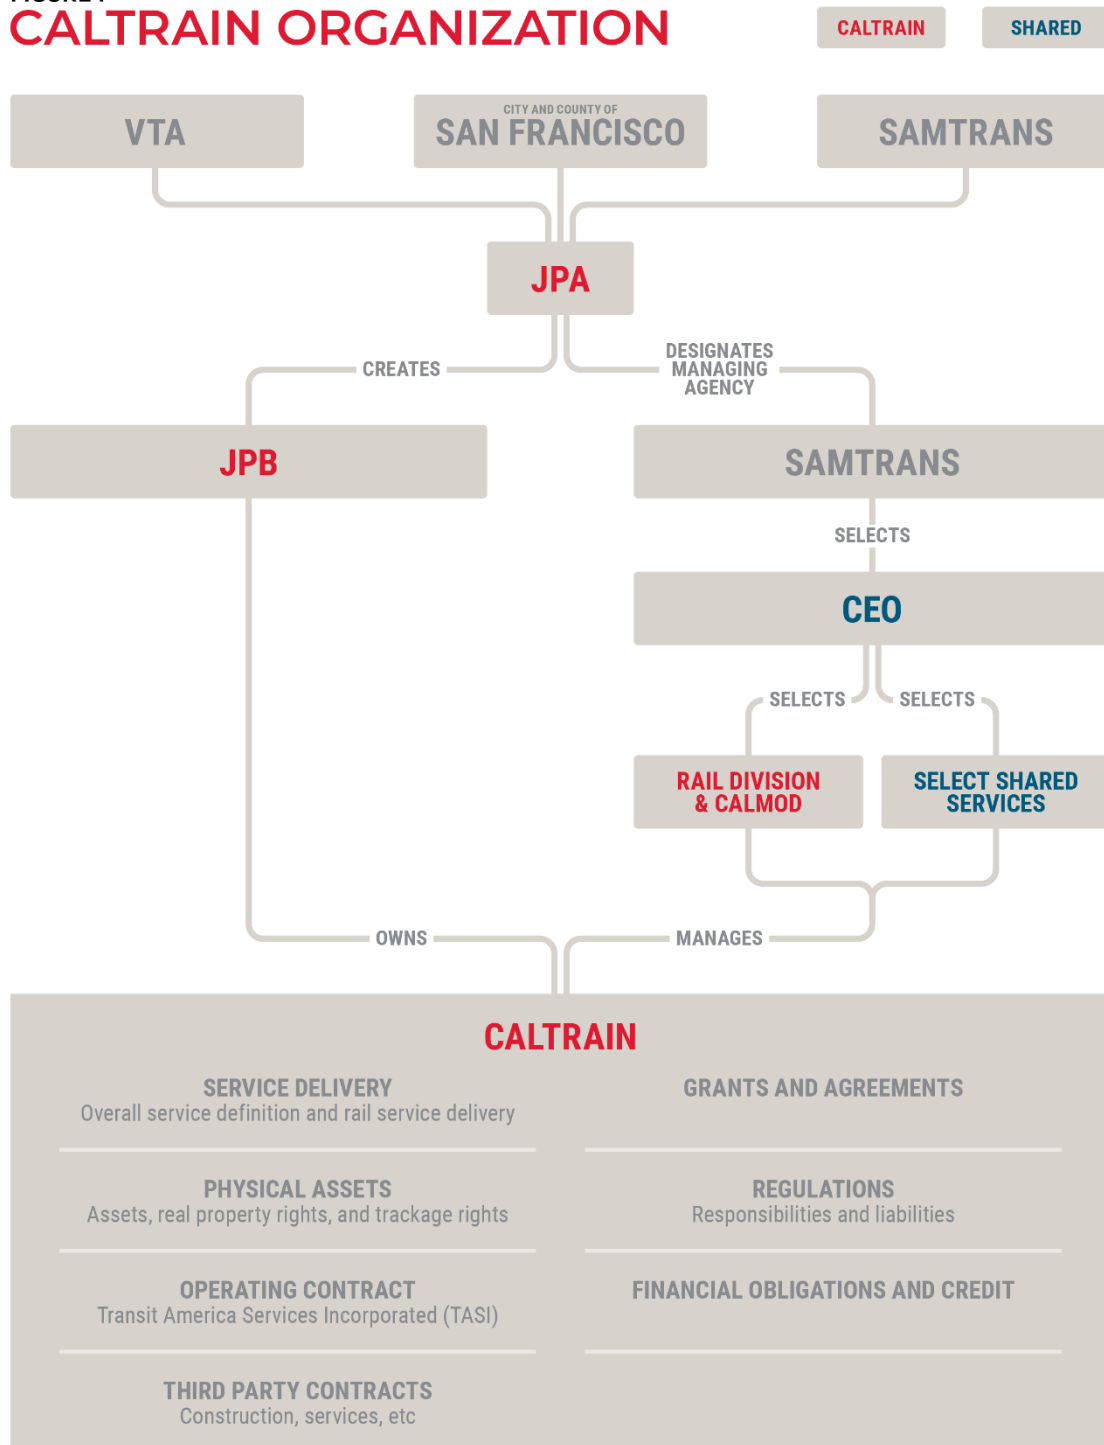 CALTRAIN ORGANIZATION
CALTRAIN
SHARED
VTA
CITY AND COUNTY OF
SAN FRANCISCO
SAMTRANS
JPA
CREATES
DESIGNATES
MANAGING
AGENCY
JPB
SAMTRANS
SELECTS
CEO
SELECTS
SELECTS
RAIL DIVISION
& CALMOD
SELECT SHARED
SERVICES
OWNS
MANAGES
CALTRAIN
SERVICE DELIVERY
Overall service definition and rail service delivery
GRANTS AND AGREEMENTS
PHYSICAL ASSETS
Assets, real property rights, and trackage rights
REGULATIONS
Responsibilities and liabilities
OPERATING CONTRACT
Transit America Services Incorporated (TASI)
FINANCIAL OBLIGATIONS AND CREDIT
THIRD PARTY CONTRACTS
Construction, services, etc